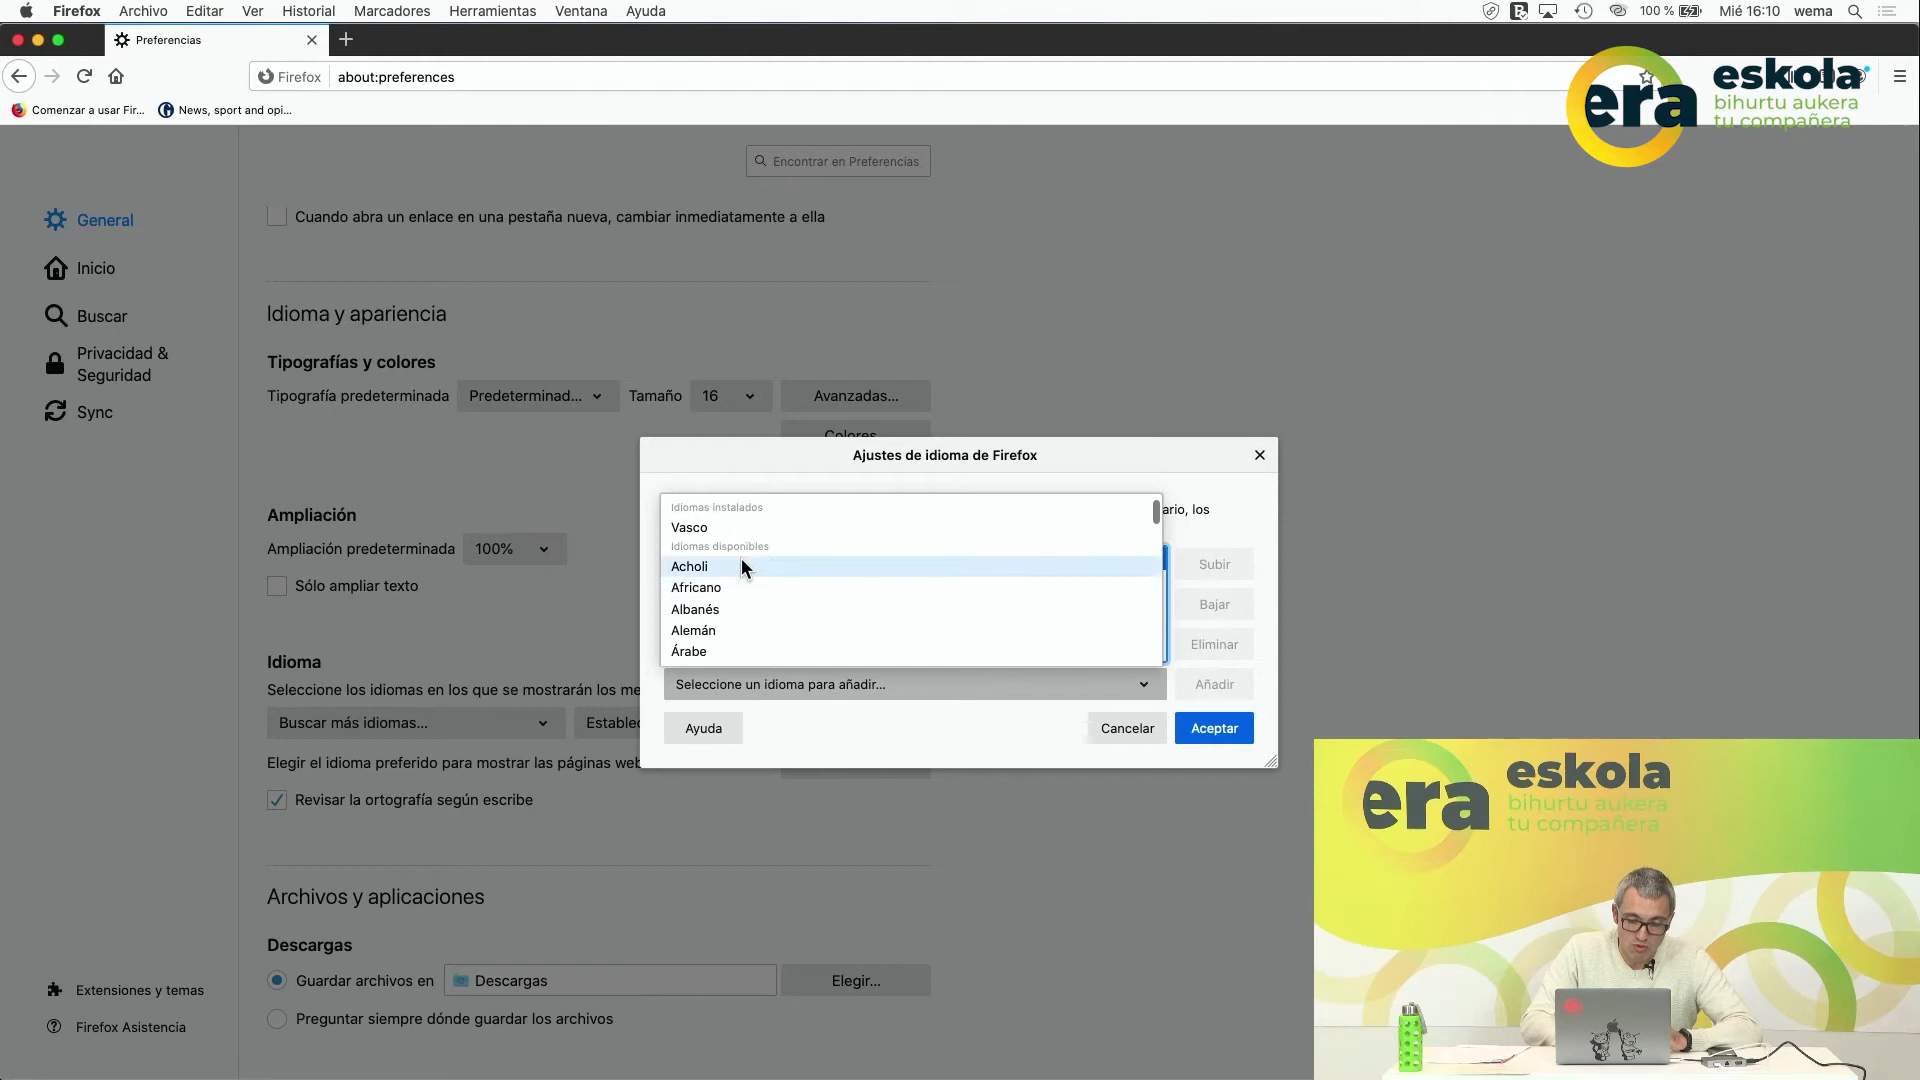 Firefox Archivo Editar Ver Historial Marcadores Herramientas Ventana Ayuda
100 % Mié 16:10 wema
Preferencias
Firefox about:preferences
Comenzar a usar Fir... News, sport and opi...
era eskola
bihurtu aukera
tu compañera
Encontrar en Preferencias
General
Inicio
Buscar
Privacidad &
Seguridad
Sync
Extensiones y temas
Firefox Asistencia
Cuando abra un enlace en una pestaña nueva, cambiar inmediatamente a ella
Idioma y apariencia
Tipografías y colores
Tipografía predeterminada Predeterminad... Tamaño 16 Avanzadas...
Colores
Ampliación
Ampliación predeterminada 100%
Sólo ampliar texto
Idioma
Seleccione los idiomas en los que se mostrarán los
Buscar más idiomas...
Elegir el idioma preferido para mostrar las páginas
Revisar la ortografía según escribe
Archivos y aplicaciones
Descargas
Guardar archivos en Descargas Elegir...
Preguntar siempre dónde guardar los archivos
Ajustes de idioma de Firefox
ario, los
Idiomas instalados
Vasco
Idiomas disponibles
Acholi
Africano
Albanés
Alemán
Árabe
Subir
Bajar
Eliminar
Seleccione un idioma para añadir... Añadir
Ayuda Cancelar Aceptar
era eskola
bihurtu aukera
tu compañera